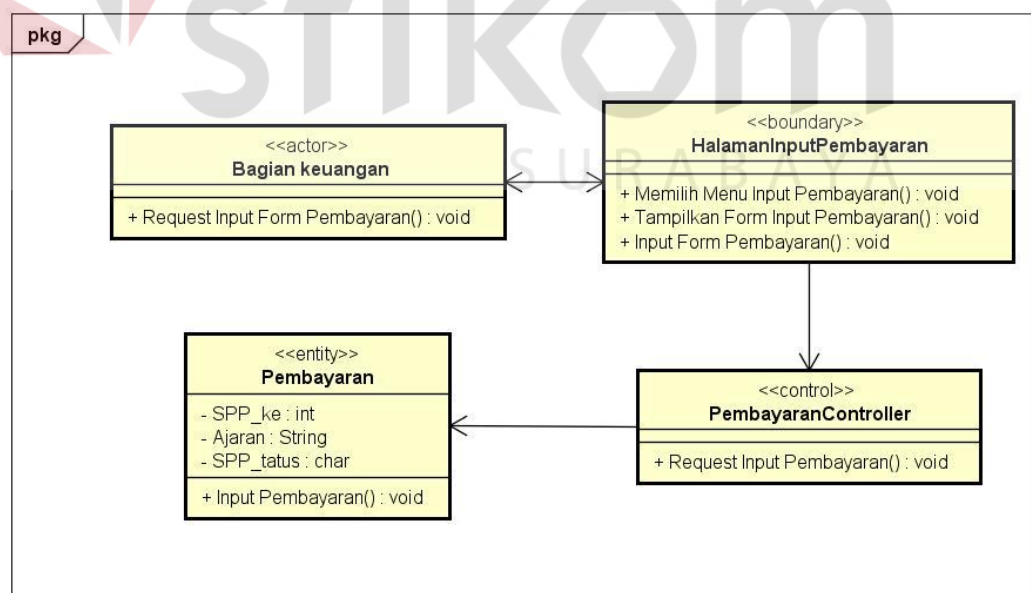 STIKOM
SURABAYA
pkg
<<actor>>
Bagian keuangan
+ Request Input Form Pembayaran() : void
<<boundary>>
HalamanInputPembayaran
+ Memilih Menu Input Pembayaran() : void
+ Tampilkan Form Input Pembayaran() : void
+ Input Form Pembayaran() : void
<<entity>>
Pembayaran
- SPP_ke : int
- Ajaran : String
- SPP_tatus : char
+ Input Pembayaran() : void
<<control>>
PembayaranController
+ Request Input Pembayaran() : void